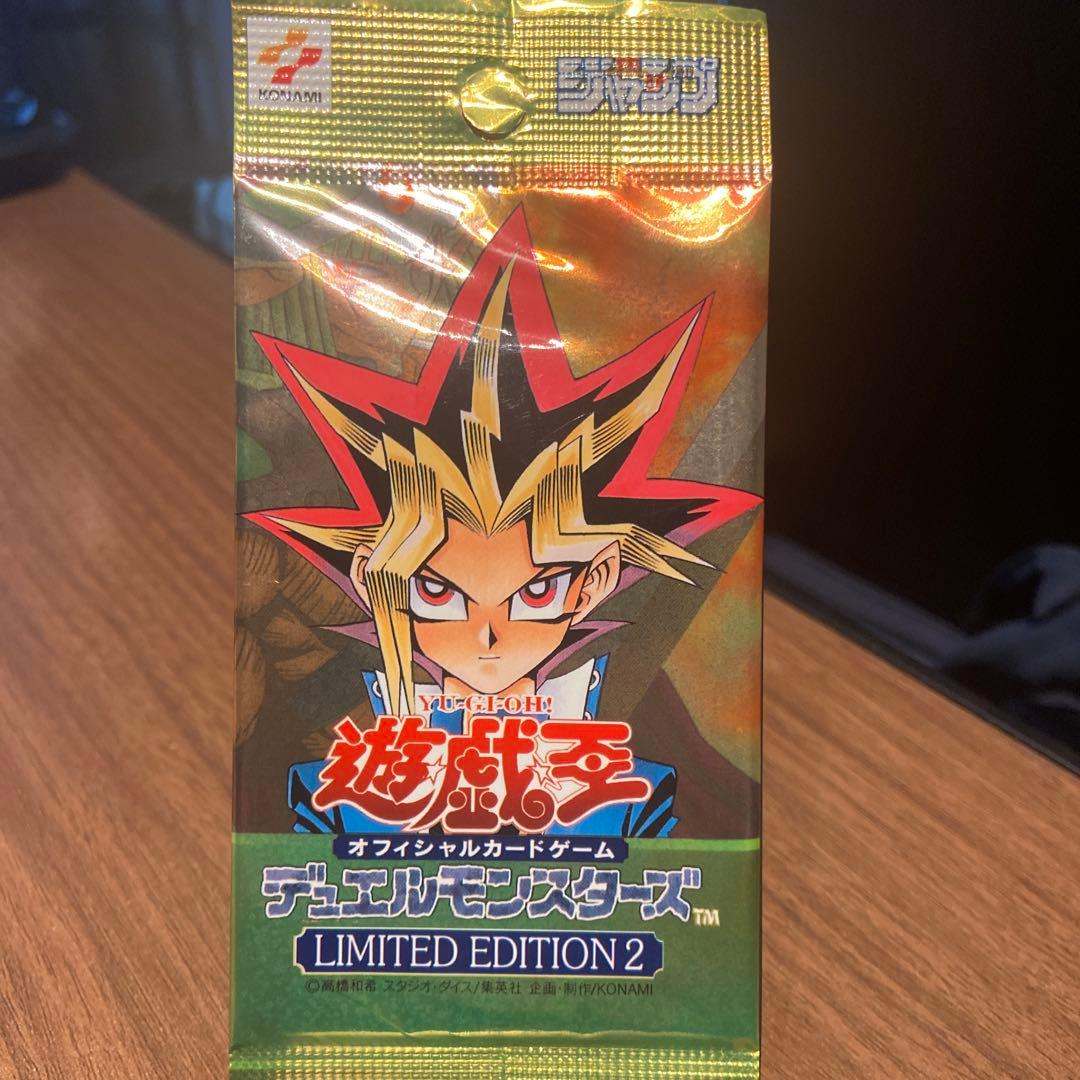 KONAMI
ジャンプ
YU-GI-OH!
遊戯王
オフィシャルカードゲーム
デュエルモンスターズ™
LIMITED EDITION 2
©高橋和希 スタジオ・ダイス/集英社 企画・制作/KONAMI